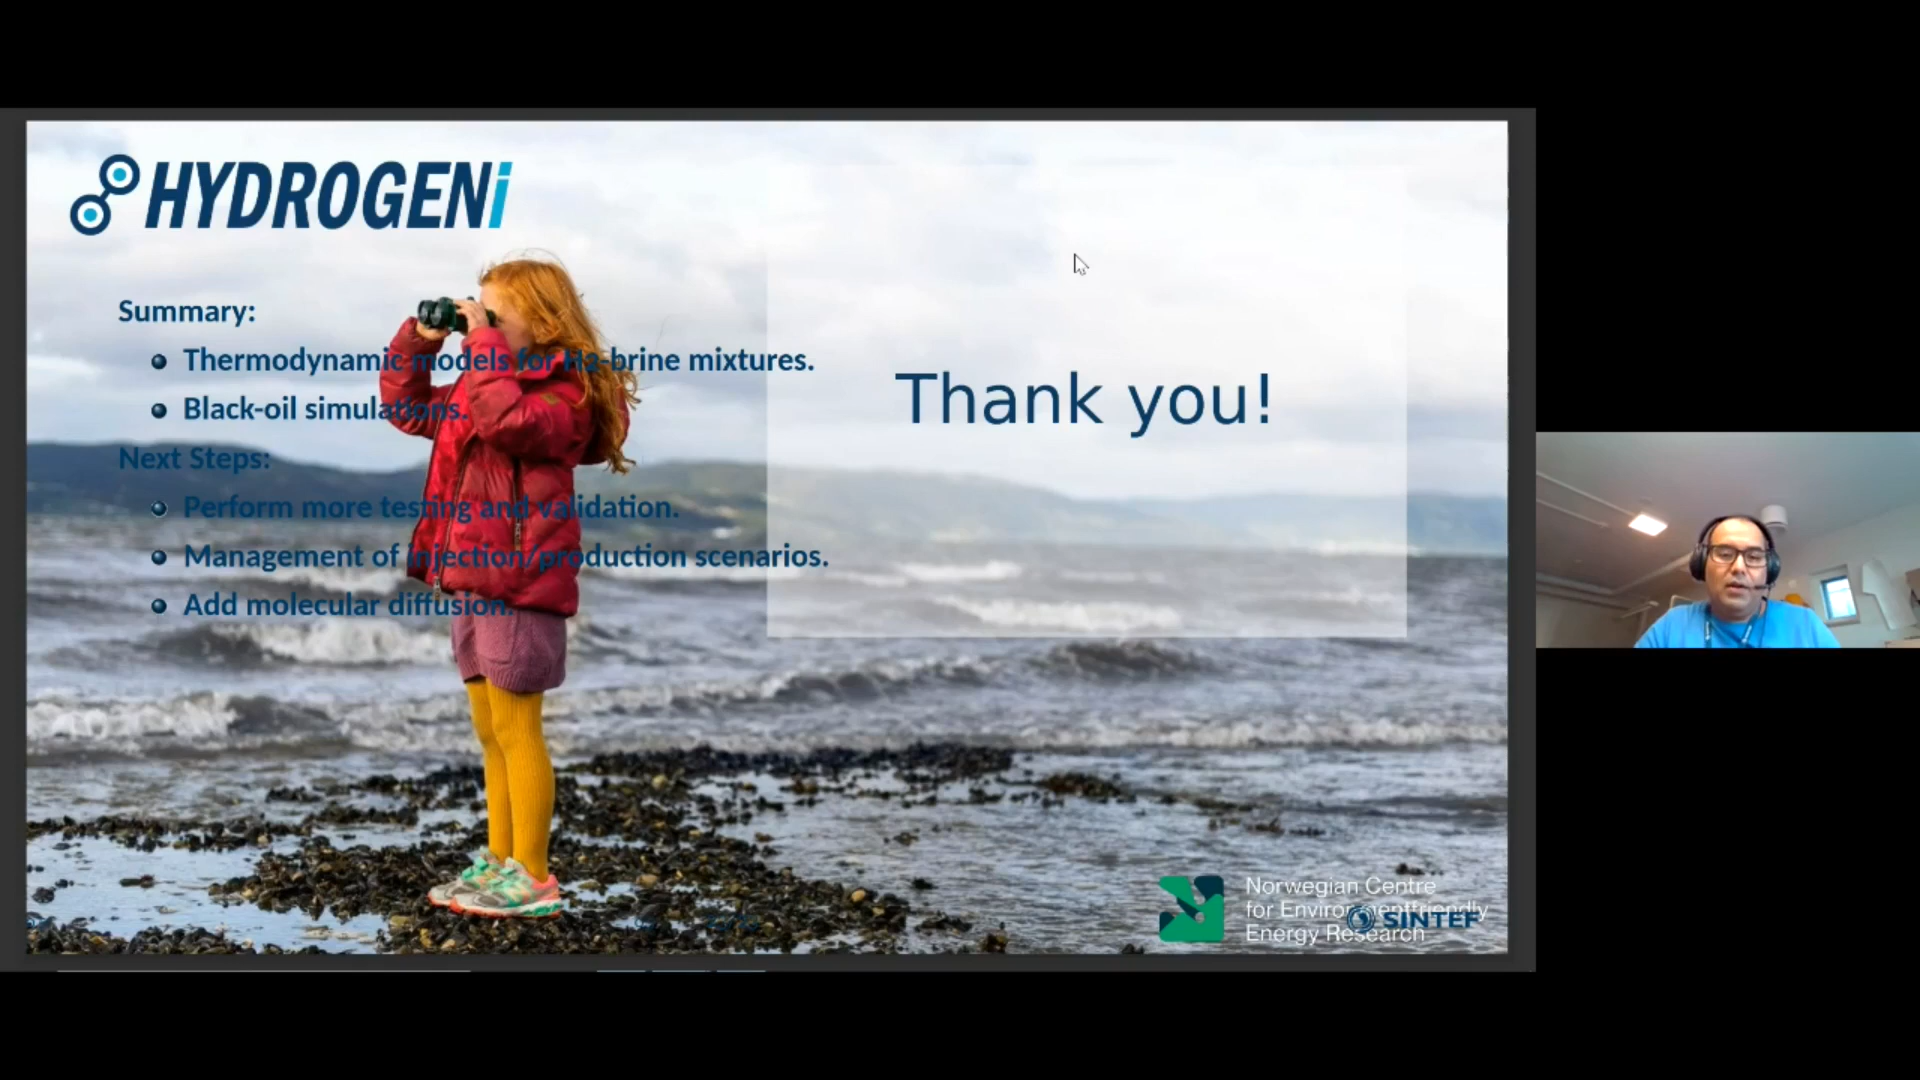 HYDROGENi
Summary:
Thermodynamic models for H2-brine mixtures.
Black-oil simulations.
Next Steps:
Perform more testing and validation.
Management of injection/production scenarios.
Add molecular diffusion.
Thank you!
Norwegian Centre
for Environmentfriendly
Energy Research
SINTEF